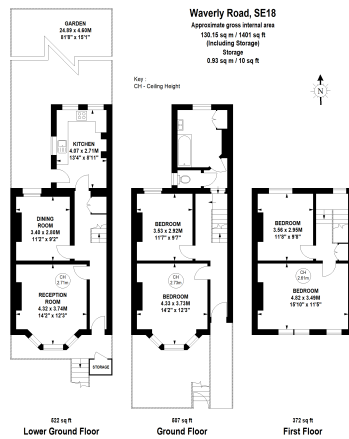 Waverly Road, SE18
Approximate gross internal area
130.15 sq m / 1401 sq ft
(Including Storage)
Storage
0.93 sq m / 10 sq ft
Key :
CH - Ceiling Height
N
GARDEN
24.89 x 4.60M
81'8" x 15'1"
KITCHEN
4.07 x 2.71M
13'4" x 8'11"
DINING
ROOM
3.40 x 2.80M
11'2" x 9'2"
CH
2.71m
RECEPTION
ROOM
4.32 x 3.74M
14'2" x 12'3"
STORAGE
BEDROOM
3.53 x 2.92M
11'7" x 9'7"
CH
2.73m
BEDROOM
4.33 x 3.73M
14'2" x 12'3"
BEDROOM
3.56 x 2.95M
11'8" x 9'8"
CH
2.61m
BEDROOM
4.82 x 3.49M
15'10" x 11'5"
622 sq ft
Lower Ground Floor
607 sq ft
Ground Floor
372 sq ft
First Floor